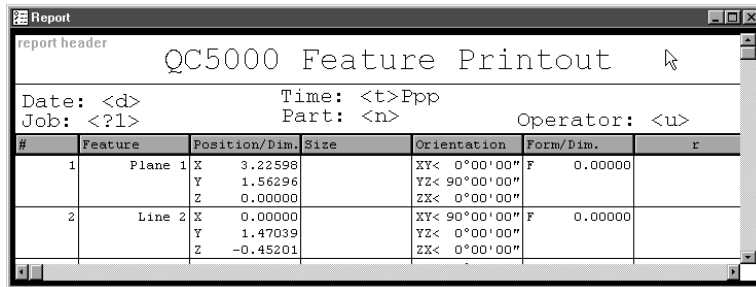 Report
report header
QC5000 Feature Printout
Date: <d> Time: <t>Ppp
Job: <?1> Part: <n> Operator: <u>
# Feature Position/Dim. Size Orientation Form/Dim. r
1 Plane 1 X 3.22598 XY< 0°00'00" F 0.00000
Y 1.56296 YZ< 90°00'00"
Z 0.00000 ZX< 0°00'00"
2 Line 2 X 0.00000 XY< 90°00'00" F 0.00000
Y 1.47039 YZ< 0°00'00"
Z -0.45201 ZX< 0°00'00"